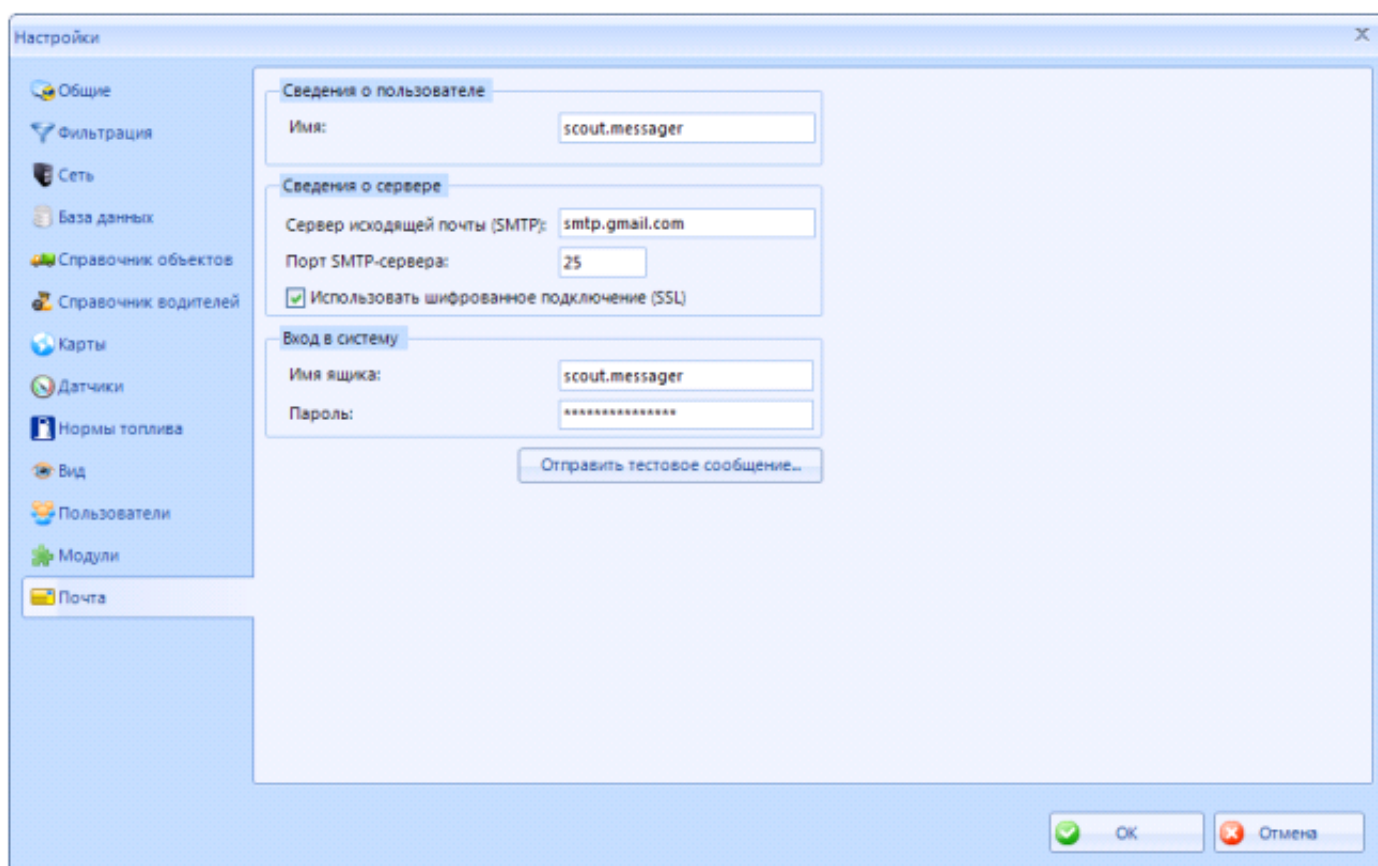 Настройки
Общие
Фильтрация
Сеть
База данных
Справочник объектов
Справочник водителей
Карты
Датчики
Нормы топлива
Вид
Пользователи
Модули
Почта
Сведения о пользователе
Имя: scout.messager
Сведения о сервере
Сервер исходящей почты (SMTP): smtp.gmail.com
Порт SMTP-сервера: 25
Использовать шифрованное подключение (SSL)
Вход в систему
Имя ящика: scout.messager
Пароль: ***************
Отправить тестовое сообщение...
OK
Отмена